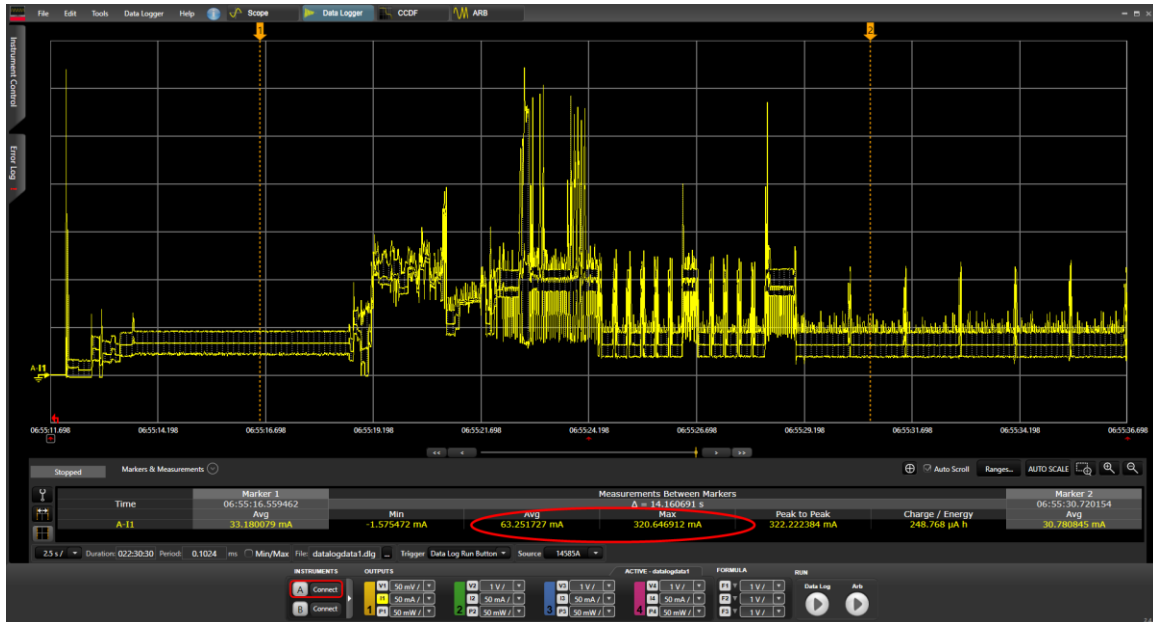 File Edit Tools Data Logger Help Scope Data Logger CCDF ARB
Instrument Control
Error Log
1 2
A-I1
06:55:11.698 06:55:14.198 06:55:16.698 06:55:19.198 06:55:21.698 06:55:24.198 06:55:26.698 06:55:29.198 06:55:31.698 06:55:34.198 06:55:36.698
<< < > >>
Stopped Markers & Measurements Auto Scroll Ranges... AUTO SCALE
Marker 1 Measurements Between Markers Marker 2
Time 06:55:16.559462 Δ = 14.160691 s 06:55:30.720154
Avg Min Avg Max Peak to Peak Charge / Energy Avg
A-I1 33.180079 mA -1.575472 mA 63.251727 mA 320.646912 mA 322.222384 mA 248.768 µA h 30.780845 mA
2.5 s/ Duration: 022:30:30 Period: 0.1024 ms Min/Max File: datalogdata1.dlg ... Trigger Data Log Run Button Source 14585A
INSTRUMENTS OUTPUTS ACTIVE - datalogdata1 FORMULA RUN
A Connect V1 50 mV/ V2 1 V/ V3 1 V/ V4 1 V/ F1 1 V/ Data Log Arb
I1 50 mA/ I2 50 mA/ I3 50 mA/ I4 50 mA/ F2 1 V/
B Connect 1 P1 50 mW/ 2 P2 50 mW/ 3 P3 50 mW/ 4 P4 50 mW/ F3 1 V/